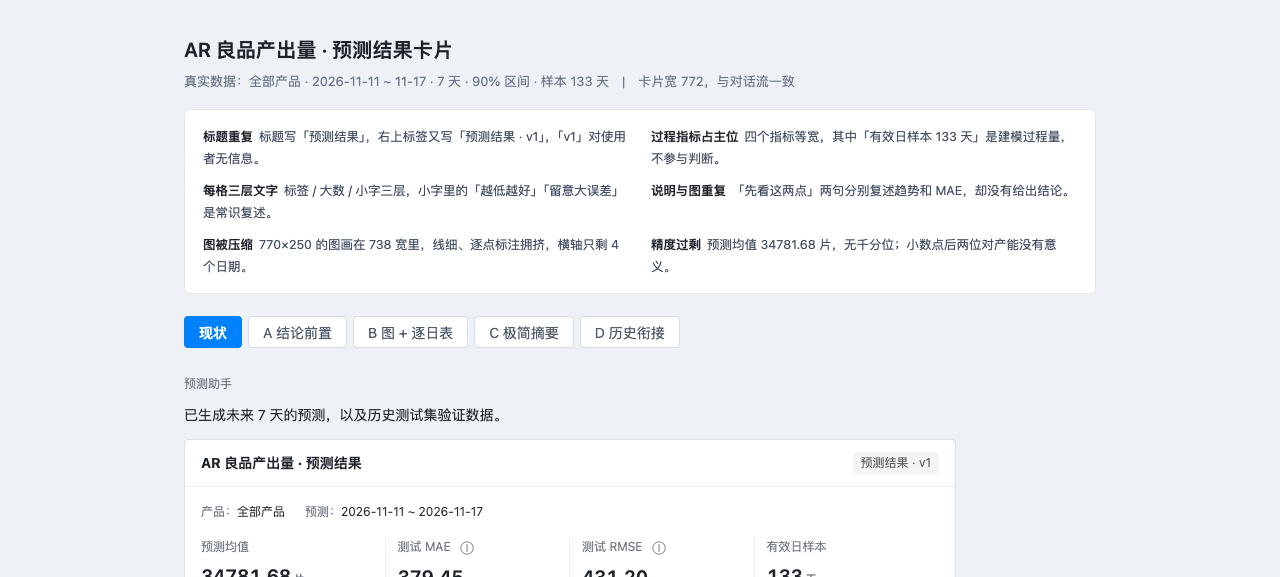 AR 良品产出量 · 预测结果卡片
真实数据：全部产品 · 2026-11-11 ~ 11-17 · 7 天 · 90% 区间 · 样本 133 天 | 卡片宽 772，与对话流一致
标题重复 标题写「预测结果」，右上标签又写「预测结果 · v1」，「v1」对使用
者无信息。
过程指标占主位 四个指标等宽，其中「有效日样本 133 天」是建模过程量，
不参与判断。
每格三层文字 标签 / 大数 / 小字三层，小字里的「越低越好」「留意大误差」
是常识复述。
说明与图重复 「先看这两点」两句分别复述趋势和 MAE，却没有给出结论。
图被压缩 770×250 的图画在 738 宽里，线细、逐点标注拥挤，横轴只剩 4
个日期。
精度过剩 预测均值 34781.68 片，无千分位；小数点后两位对产能没有意
义。
现状 A 结论前置 B 图 + 逐日表 C 极简摘要 D 历史衔接
预测助手
已生成未来 7 天的预测，以及历史测试集验证数据。
AR 良品产出量 · 预测结果 预测结果 · v1
产品：全部产品 预测：2026-11-11 ~ 2026-11-17
预测均值 测试 MAE 测试 RMSE 有效日样本
34781.68 379.45 431.20 133